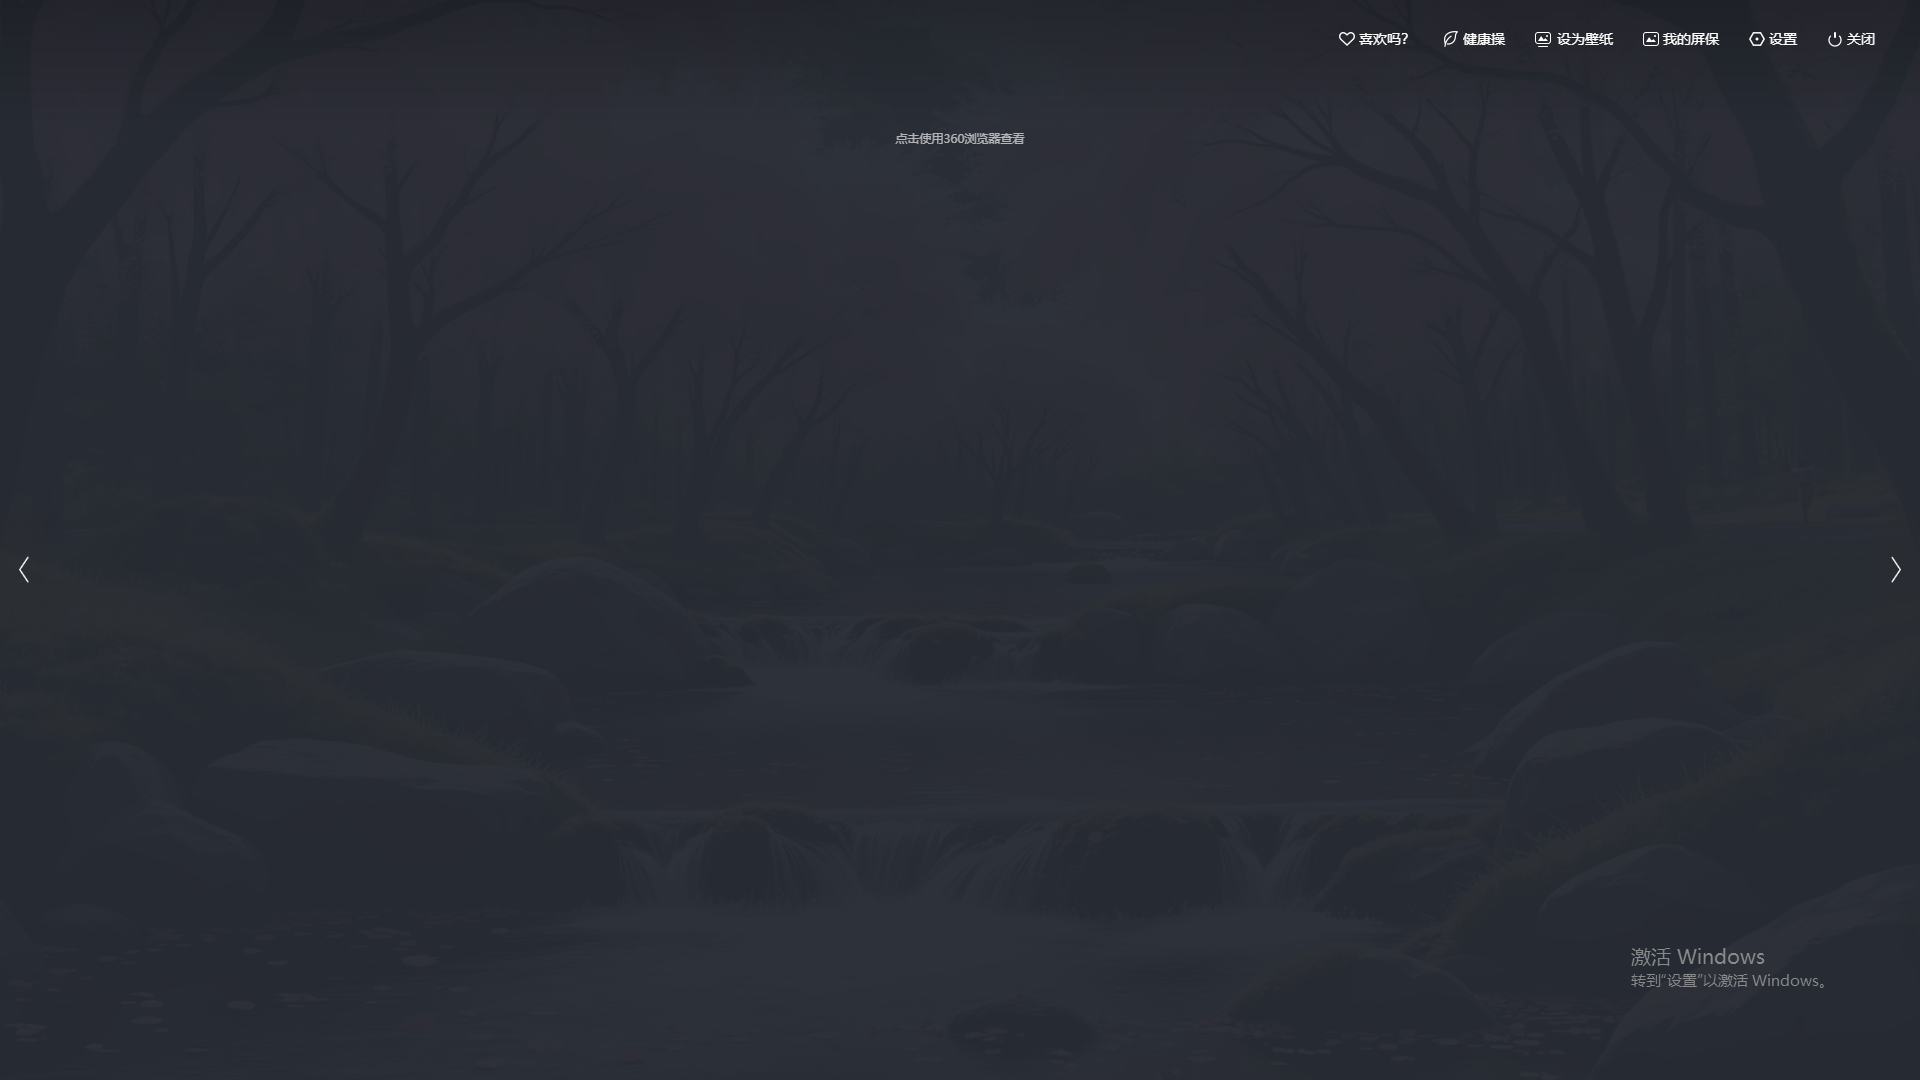 喜欢吗?
健康操
设为壁纸
我的屏保
设置
关闭
点击使用360浏览器查看
激活 Windows
转到“设置”以激活 Windows。